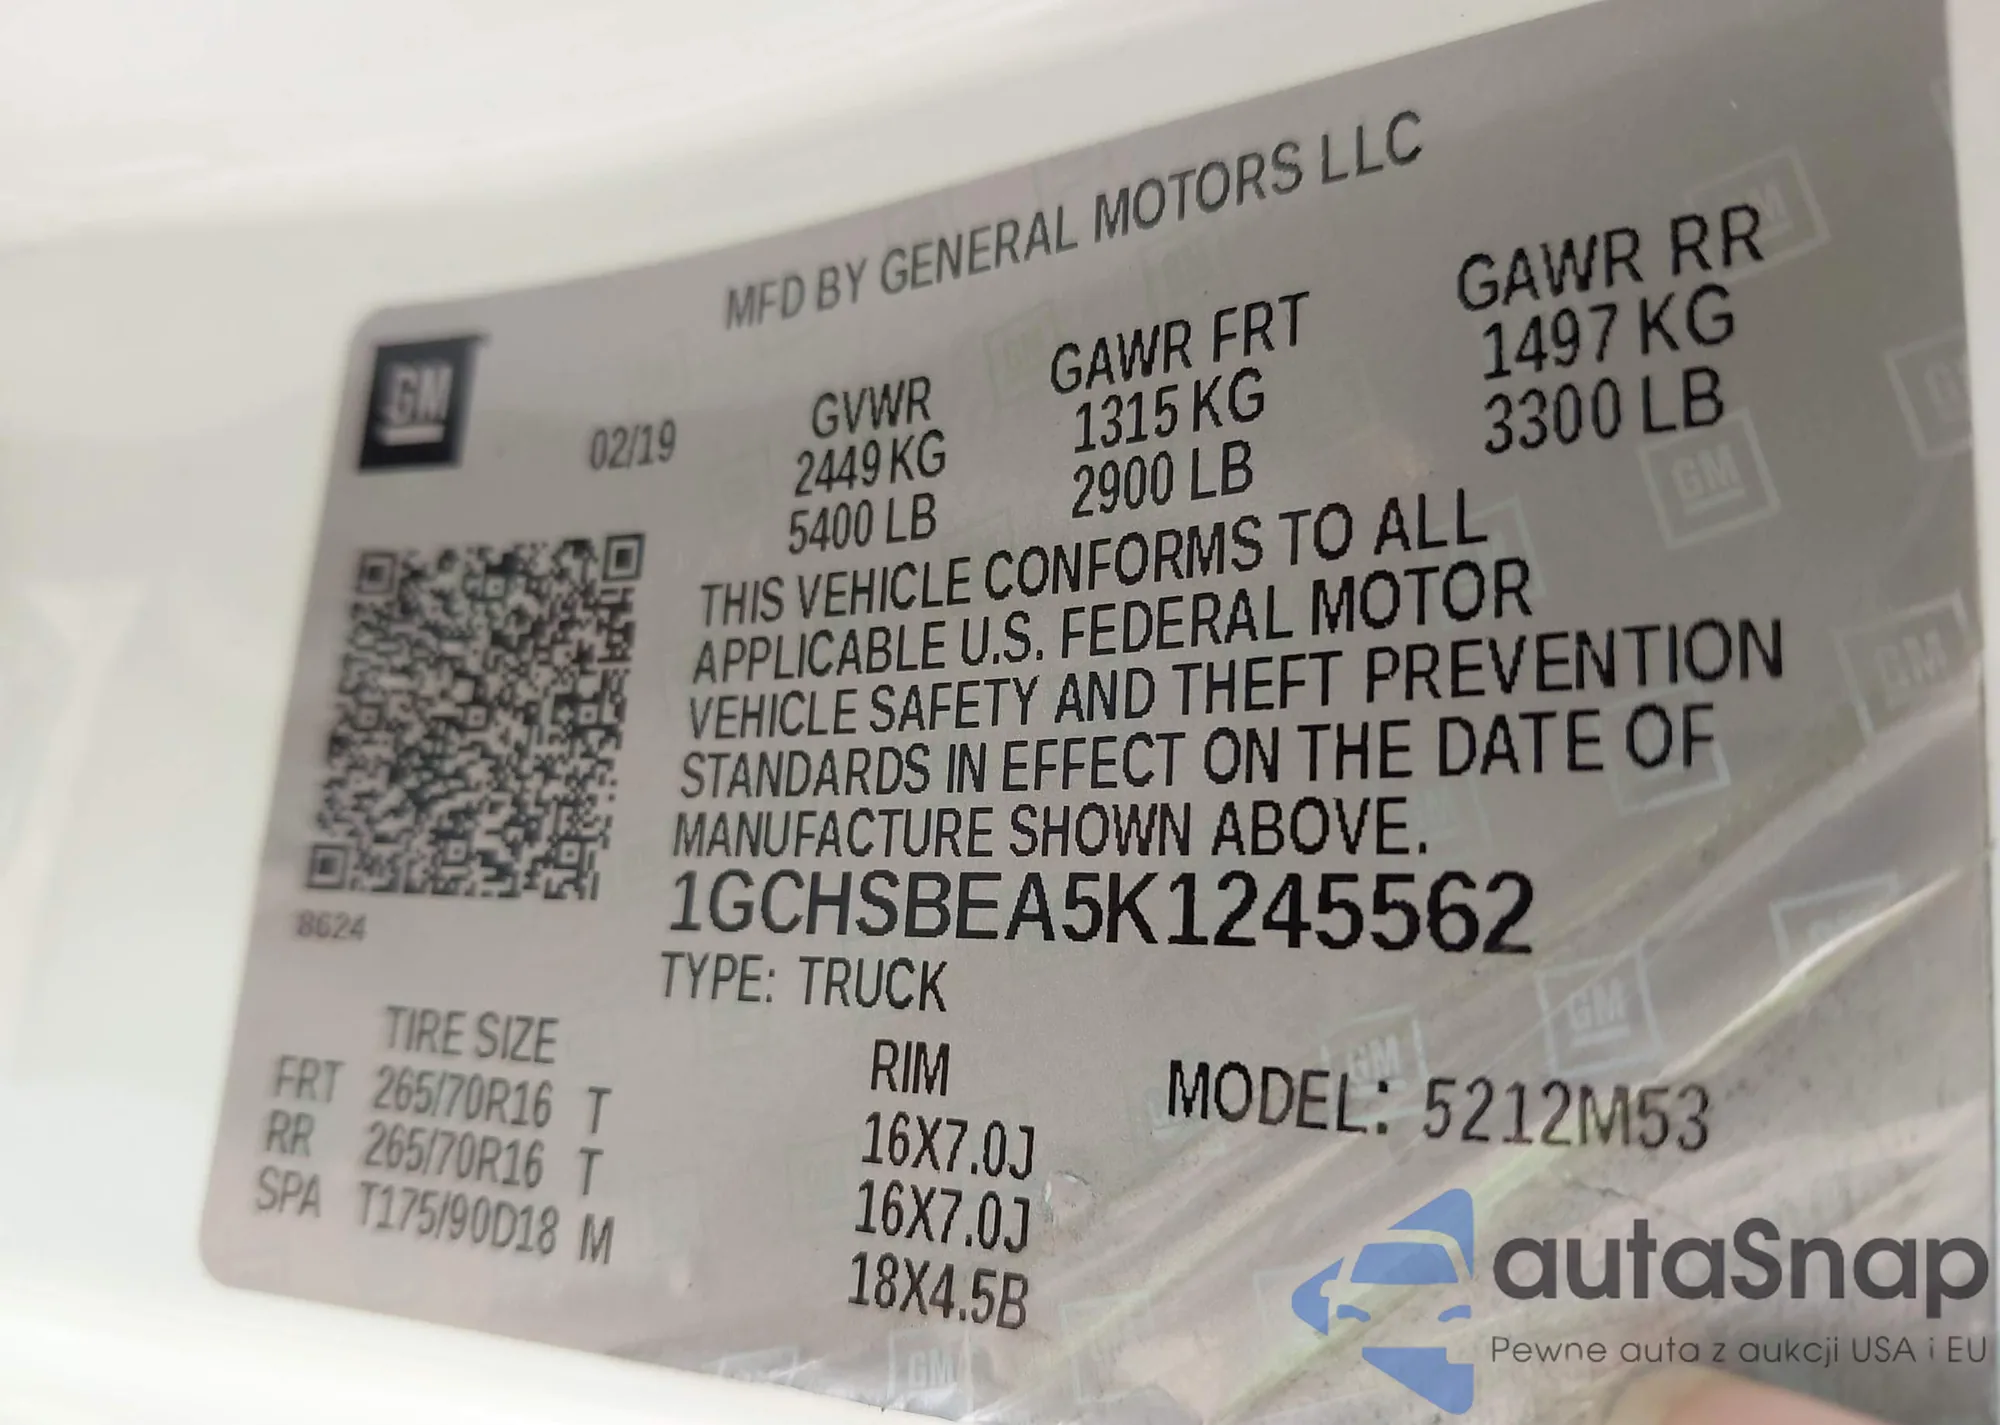 MFD BY GENERAL MOTORS LLC
GM
02/19
GVWR GAWR FRT GAWR RR
2449 KG 1315 KG 1497 KG
5400 LB 2900 LB 3300 LB
THIS VEHICLE CONFORMS TO ALL
APPLICABLE U.S. FEDERAL MOTOR
VEHICLE SAFETY AND THEFT PREVENTION
STANDARDS IN EFFECT ON THE DATE OF
MANUFACTURE SHOWN ABOVE.
8624
1GCHSBEA5K1245562
TYPE: TRUCK
TIRE SIZE RIM MODEL: 5212M53
FRT 265/70R16 T 16X7.0J
RR 265/70R16 T 16X7.0J
SPA T175/90D18 M 18X4.5B
autaSnap
Pewne auta z aukcji USA i EU